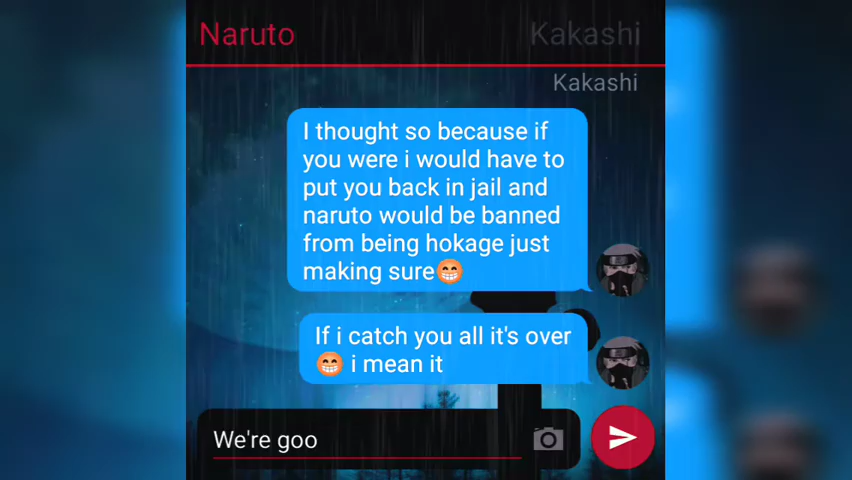 Naruto
Kakashi
Kakashi
I thought so because if
you were i would have to
put you back in jail and
naruto would be banned
from being hokage just
making sure😁
If i catch you all it's over
😁 i mean it
We're goo